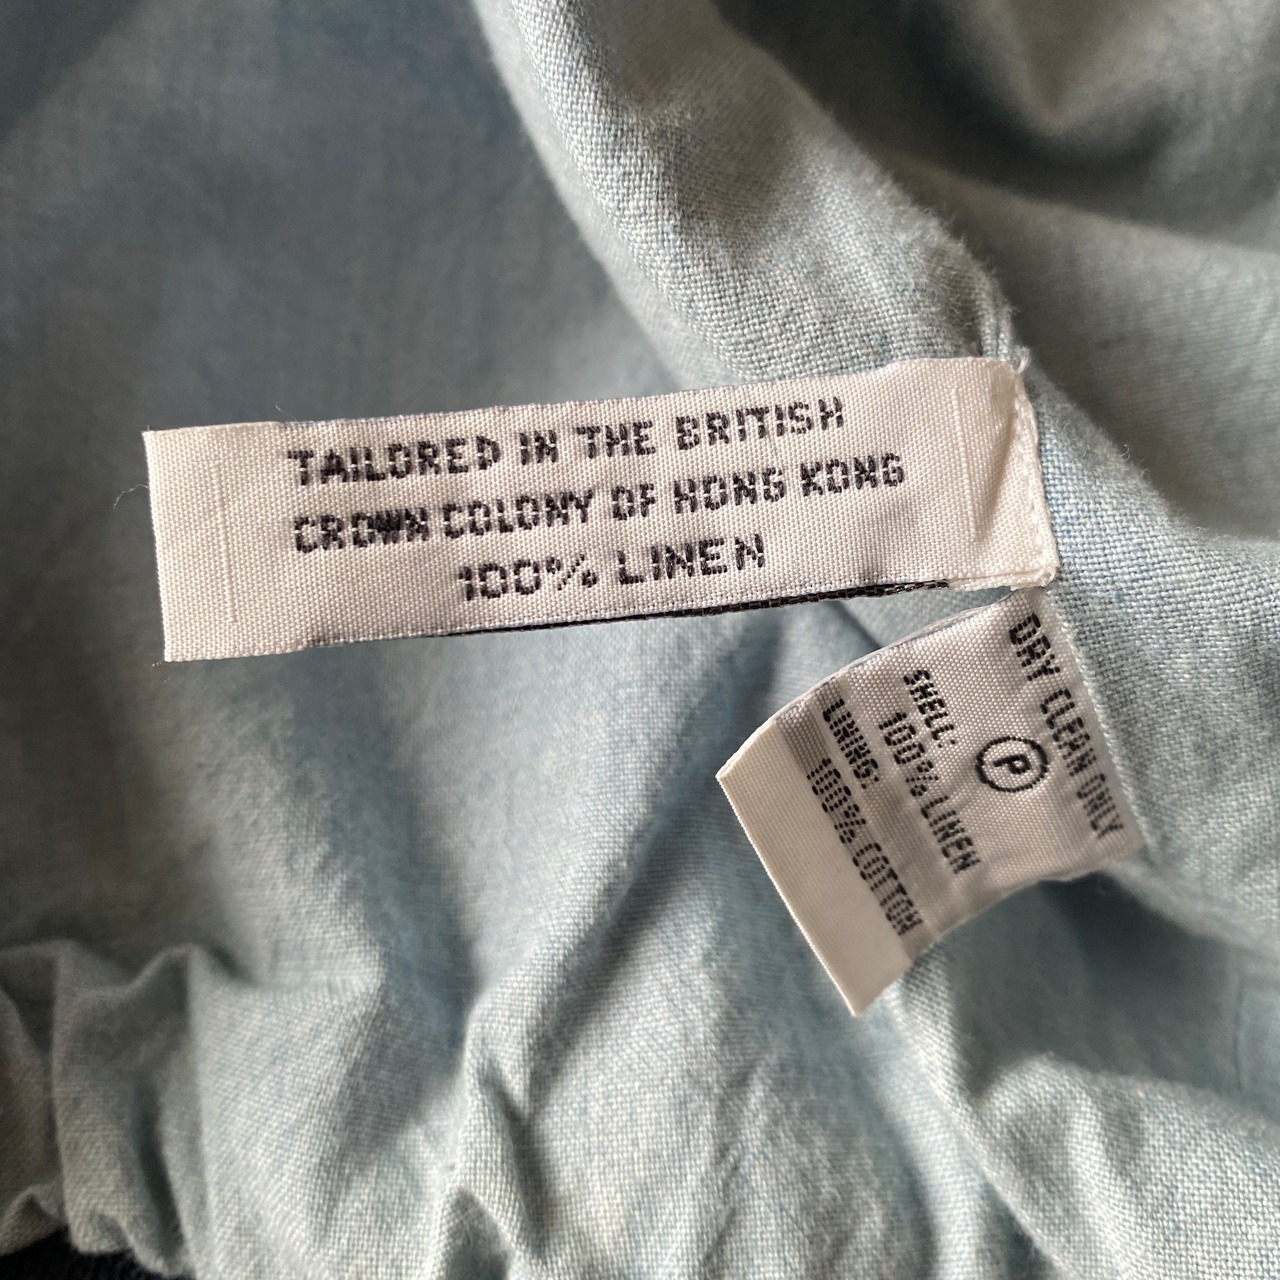 TAILORED IN THE BRITISH
CROWN COLONY OF HONG KONG
100% LINEN
DRY CLEAN ONLY
P
SHELL:
100% LINEN
LINING:
100% COTTON